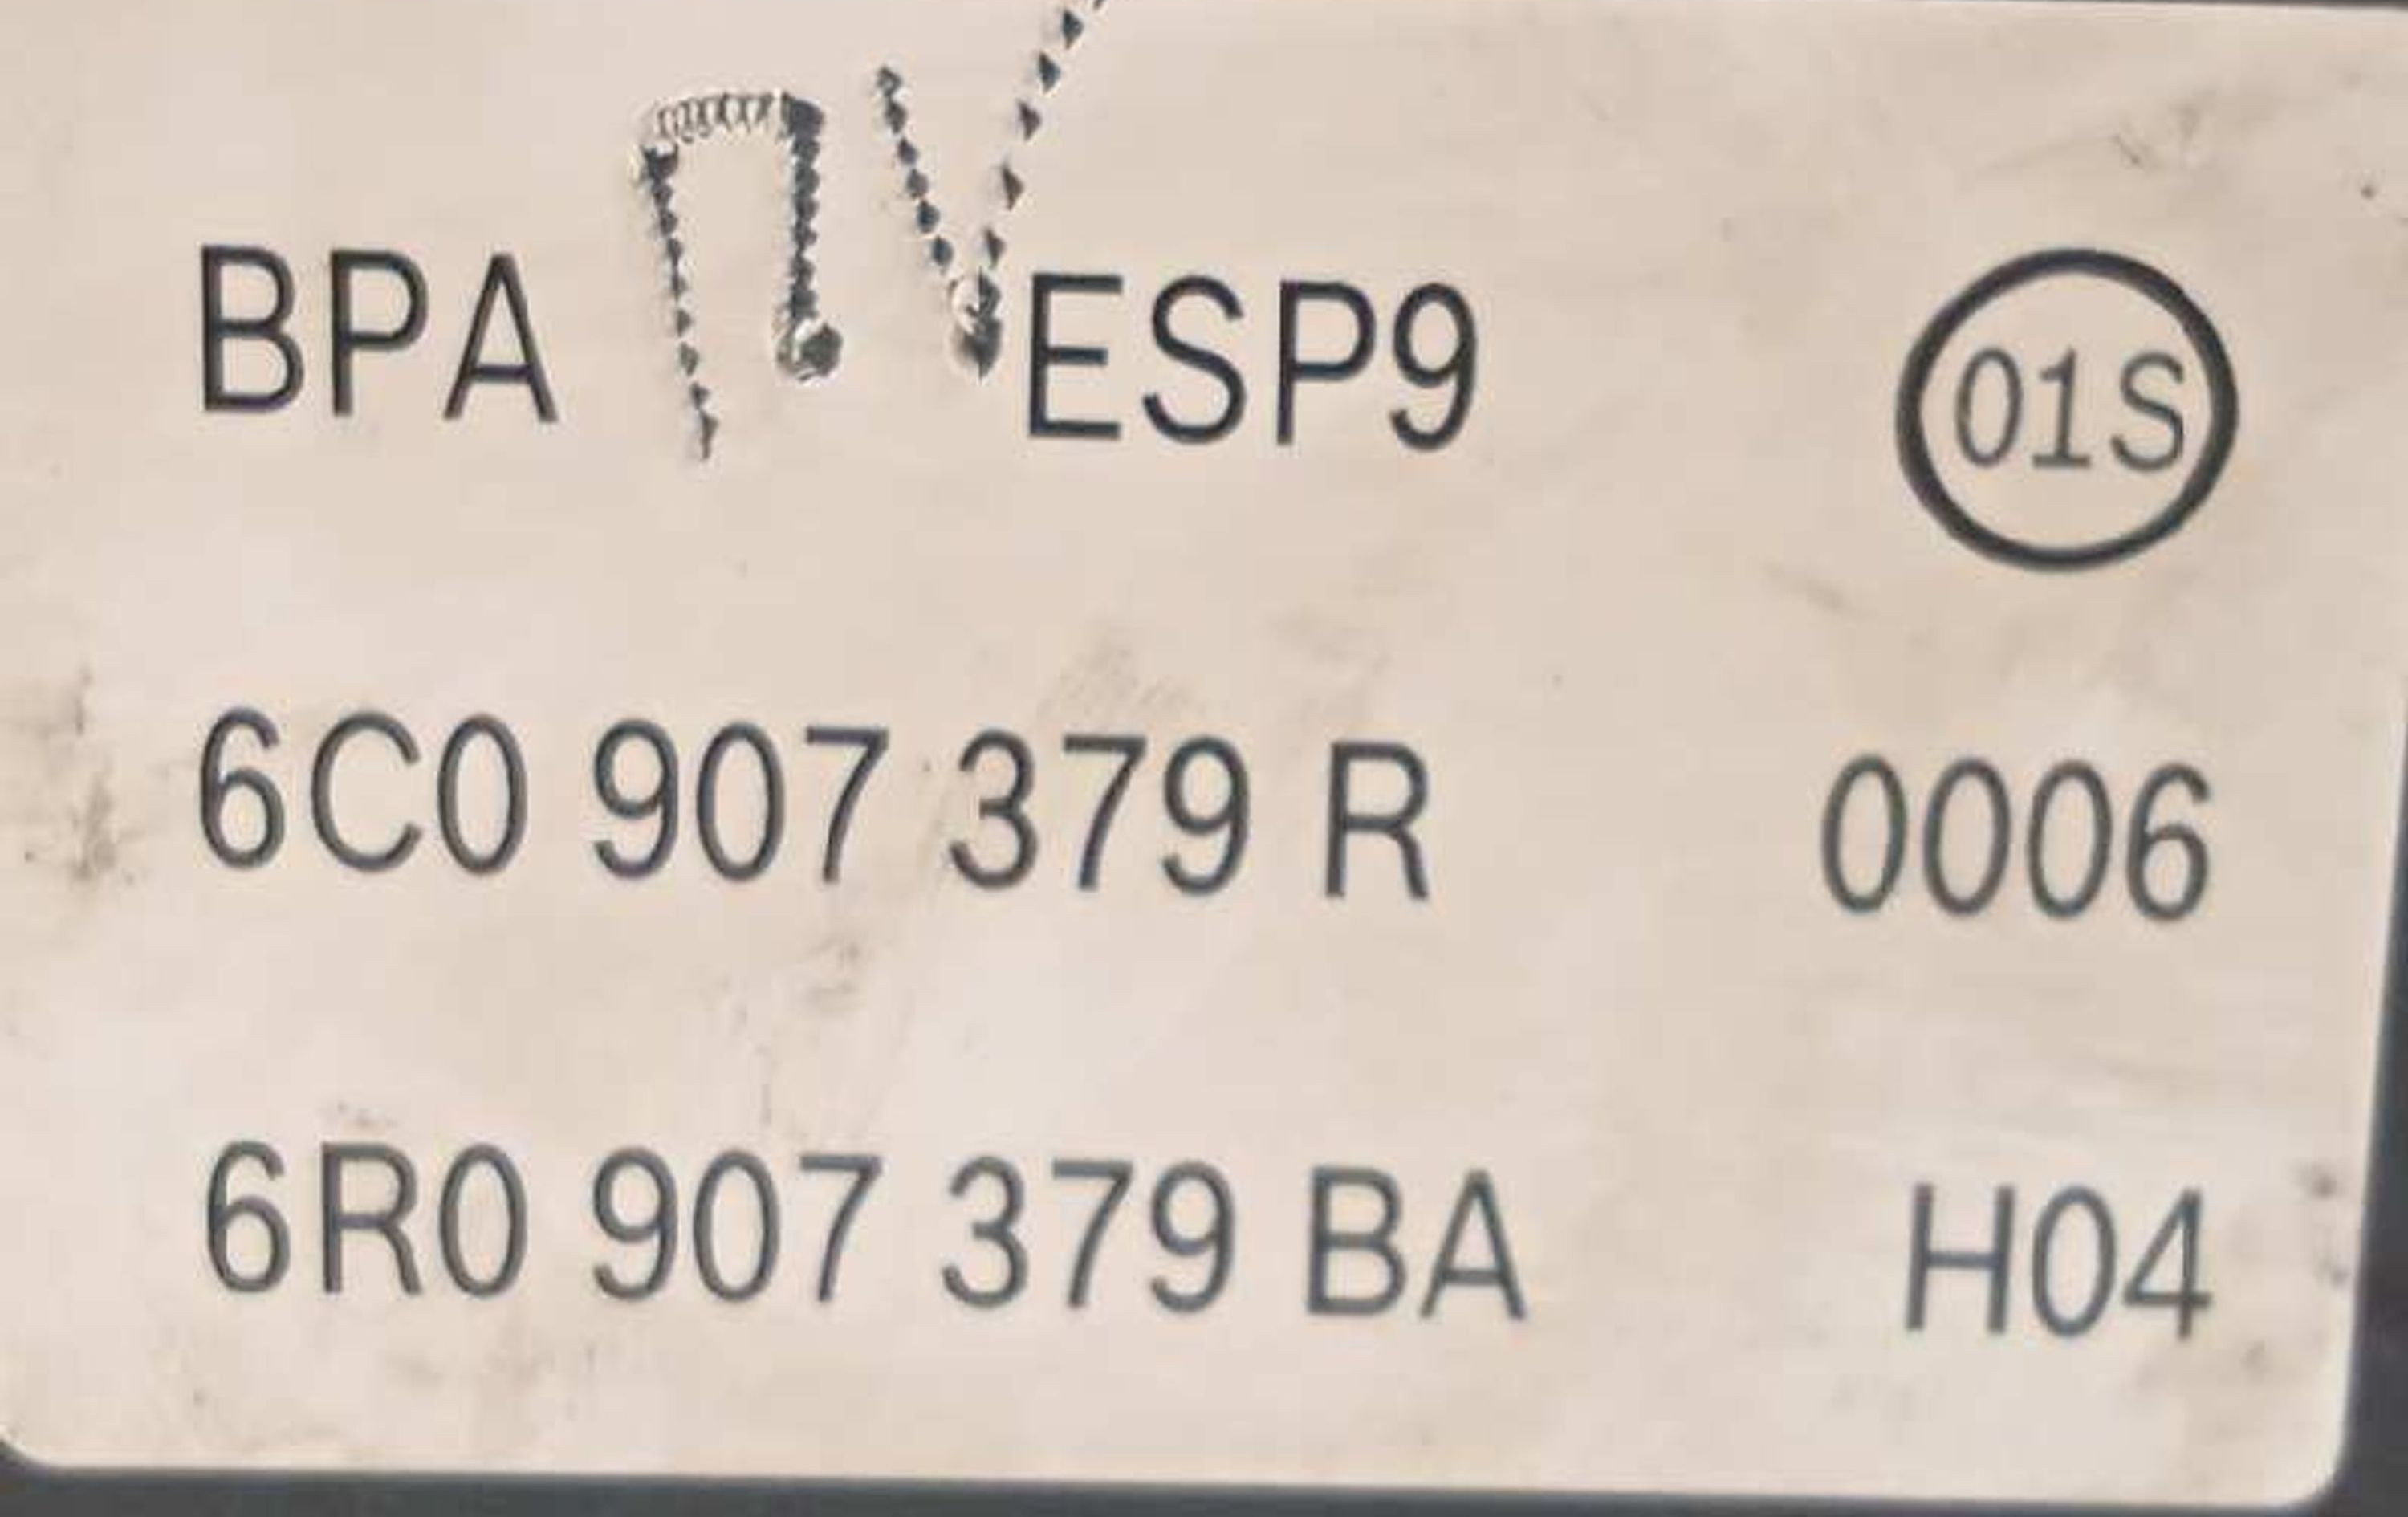 BPA ESP9 01S
6C0 907 379 R 0006
6R0 907 379 BA H04